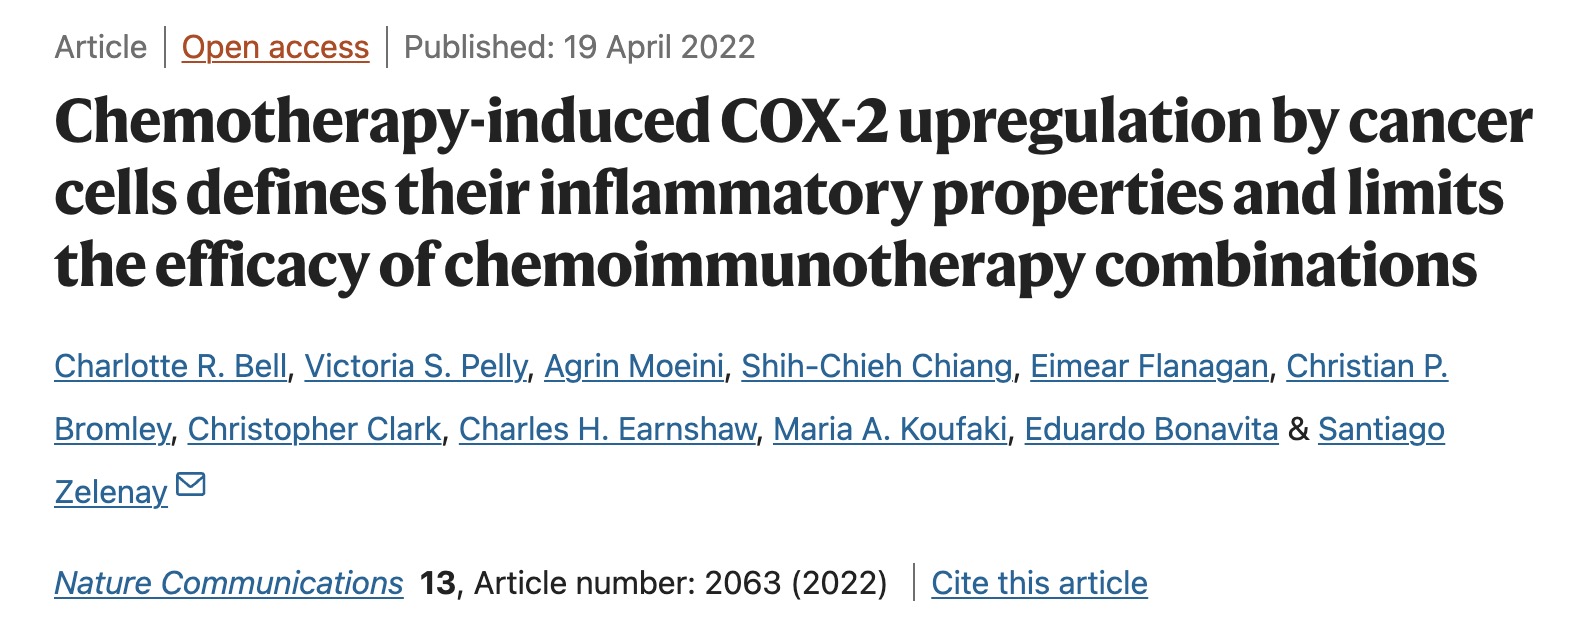 Article | Open access | Published: 19 April 2022
Chemotherapy-induced COX-2 upregulation by cancer
cells defines their inflammatory properties and limits
the efficacy of chemoimmunotherapy combinations
Charlotte R. Bell, Victoria S. Pelly, Agrin Moeini, Shih-Chieh Chiang, Eimear Flanagan, Christian P.
Bromley, Christopher Clark, Charles H. Earnshaw, Maria A. Koufaki, Eduardo Bonavita & Santiago
Zelenay
Nature Communications 13, Article number: 2063 (2022) | Cite this article